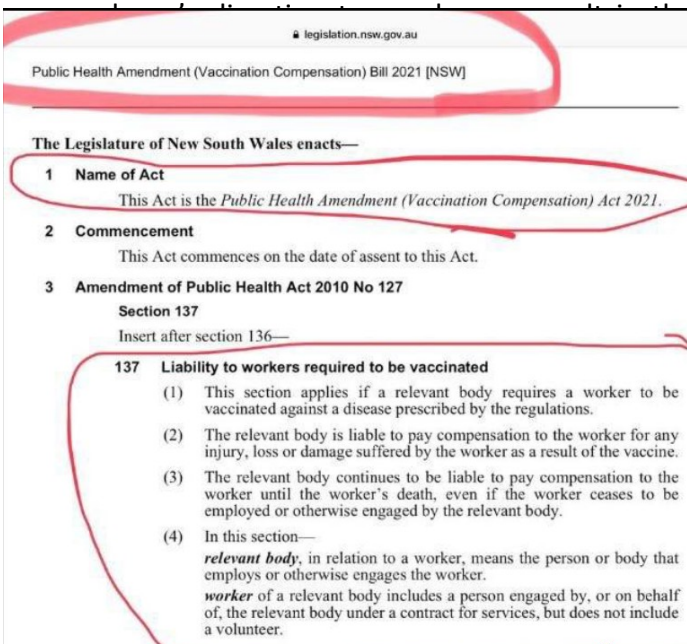 legislation.nsw.gov.au
Public Health Amendment (Vaccination Compensation) Bill 2021 [NSW]
The Legislature of New South Wales enacts—
1 Name of Act
This Act is the Public Health Amendment (Vaccination Compensation) Act 2021.
2 Commencement
This Act commences on the date of assent to this Act.
3 Amendment of Public Health Act 2010 No 127
Section 137
Insert after section 136—
137 Liability to workers required to be vaccinated
(1) This section applies if a relevant body requires a worker to be
vaccinated against a disease prescribed by the regulations.
(2) The relevant body is liable to pay compensation to the worker for any
injury, loss or damage suffered by the worker as a result of the vaccine.
(3) The relevant body continues to be liable to pay compensation to the
worker until the worker's death, even if the worker ceases to be
employed or otherwise engaged by the relevant body.
(4) In this section—
relevant body, in relation to a worker, means the person or body that
employs or otherwise engages the worker.
worker of a relevant body includes a person engaged by, or on behalf
of, the relevant body under a contract for services, but does not include
a volunteer.